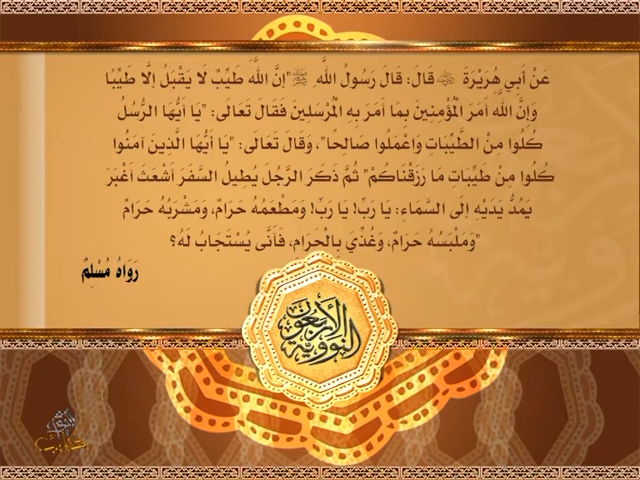 عَنْ أَبِي هُرَيْرَةَ ﷺ قَالَ: قَالَ رَسُولُ اللَّهِ ﷺ "إِنَّ اللَّهَ طَيِّبٌ لَا يَقْبَلُ إِلَّا طَيِّبًا
وَإِنَّ اللَّهَ أَمَرَ الْمُؤْمِنِينَ بِمَا أَمَرَ بِهِ الْمُرْسَلِينَ فَقَالَ تَعَالَى: "يَا أَيُّهَا الرُّسُلُ
كُلُوا مِنْ الطَّيِّبَاتِ وَاعْمَلُوا صَالِحًا"، وَقَالَ تَعَالَى: "يَا أَيُّهَا الَّذِينَ آمَنُوا
كُلُوا مِنْ طَيِّبَاتِ مَا رَزَقْنَاكُمْ" ثُمَّ ذَكَرَ الرَّجُلَ يُطِيلُ السَّفَرَ أَشْعَثَ أَغْبَرَ
يَمُدُّ يَدَيْهِ إِلَى السَّمَاءِ: يَا رَبِّ! يَا رَبِّ! وَمَطْعَمُهُ حَرَامٌ، وَمَشْرَبُهُ حَرَامٌ
وَمَلْبَسُهُ حَرَامٌ، وَغُذِّيَ بِالْحَرَامِ، فَأَنَّى يُسْتَجَابُ لَهُ؟"
رَوَاهُ مُسْلِمٌ
الأربعون النووية